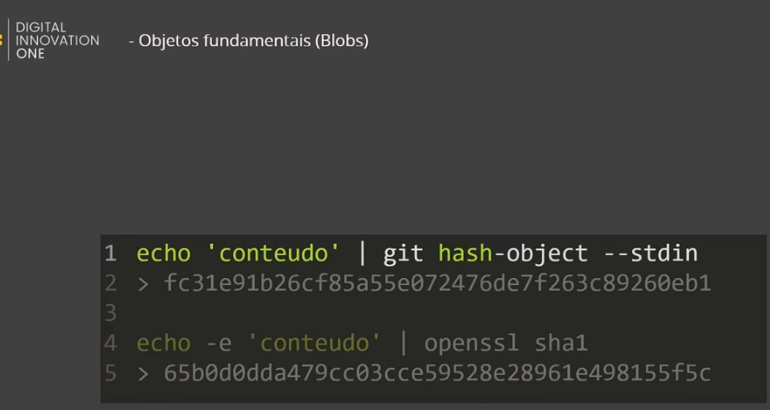 DIGITAL
INNOVATION
ONE
- Objetos fundamentais (Blobs)
1 echo 'conteudo' | git hash-object --stdin
2 > fc31e91b26cf85a55e072476de7f263c89260eb1
3
4 echo -e 'conteudo' | openssl sha1
5 > 65b0d0dda479cc03cce59528e28961e498155f5c